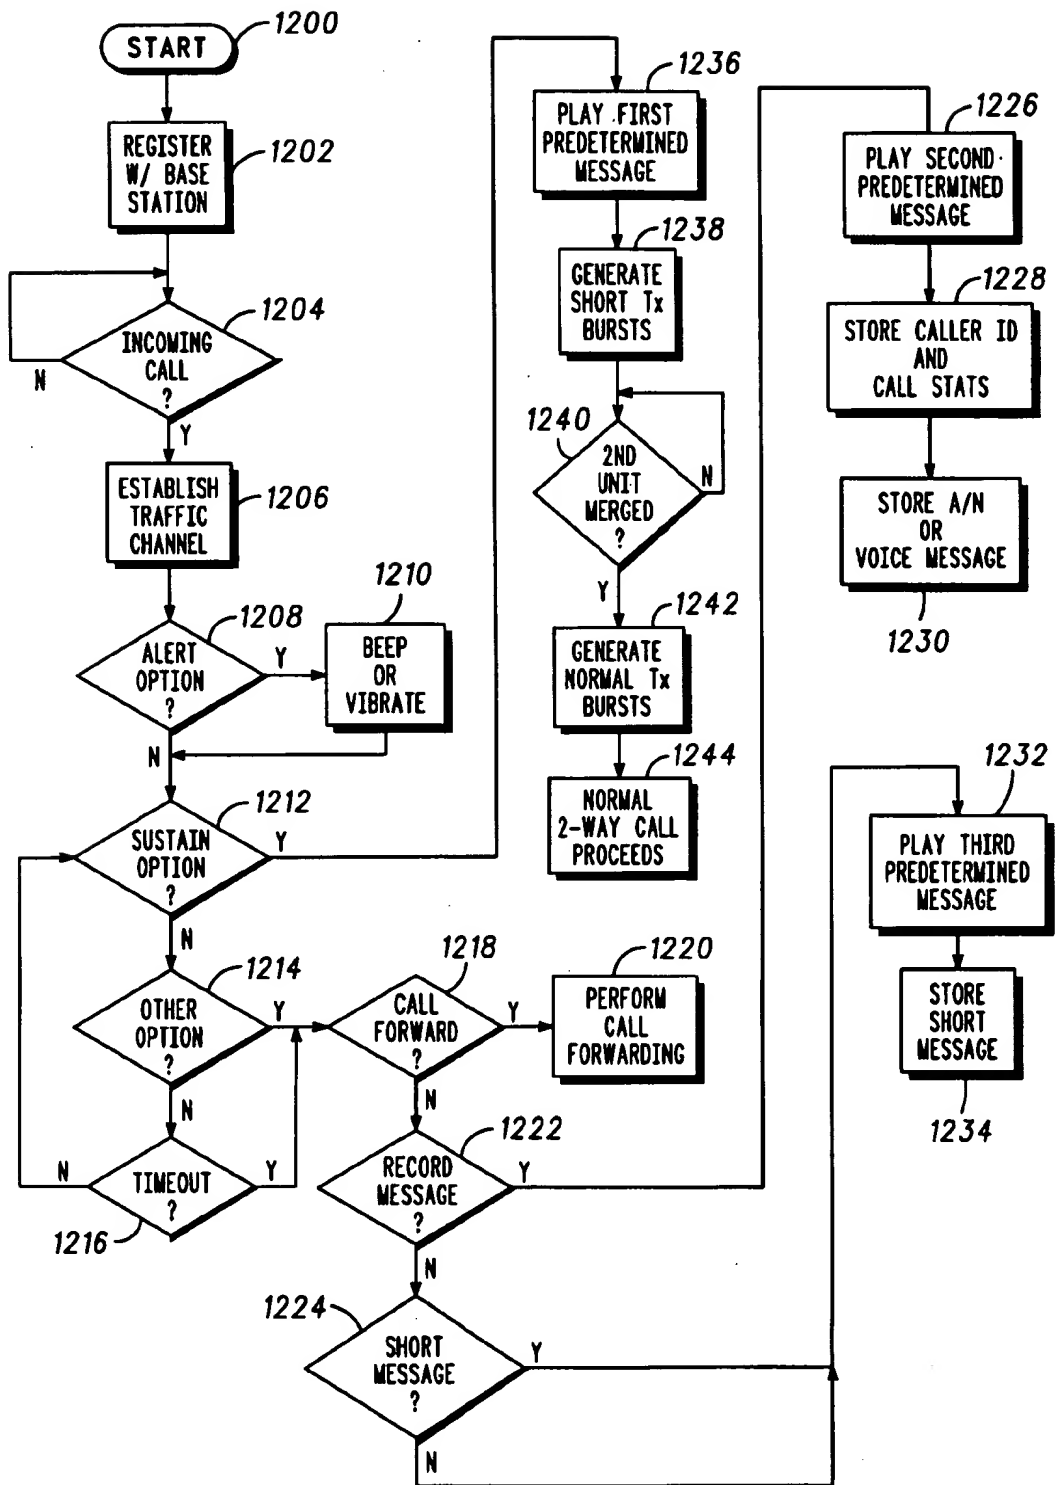 START
1200
REGISTER
W/ BASE
STATION
1202
INCOMING
CALL
?
1204
N
Y
ESTABLISH
TRAFFIC
CHANNEL
1206
ALERT
OPTION
?
1208
Y
N
BEEP
OR
VIBRATE
1210
SUSTAIN
OPTION
?
1212
Y
N
OTHER
OPTION
?
1214
Y
N
TIMEOUT
?
1216
N
Y
CALL
FORWARD
?
1218
Y
N
PERFORM
CALL
FORWARDING
1220
RECORD
MESSAGE
?
1222
Y
N
SHORT
MESSAGE
?
1224
Y
N
PLAY FIRST
PREDETERMINED
MESSAGE
1236
GENERATE
SHORT Tx
BURSTS
1238
2ND
UNIT
MERGED
?
1240
N
Y
GENERATE
NORMAL Tx
BURSTS
1242
NORMAL
2-WAY CALL
PROCEEDS
1244
PLAY SECOND
PREDETERMINED
MESSAGE
1226
STORE CALLER ID
AND
CALL STATS
1228
STORE A/N
OR
VOICE MESSAGE
1230
PLAY THIRD
PREDETERMINED
MESSAGE
1232
STORE
SHORT
MESSAGE
1234